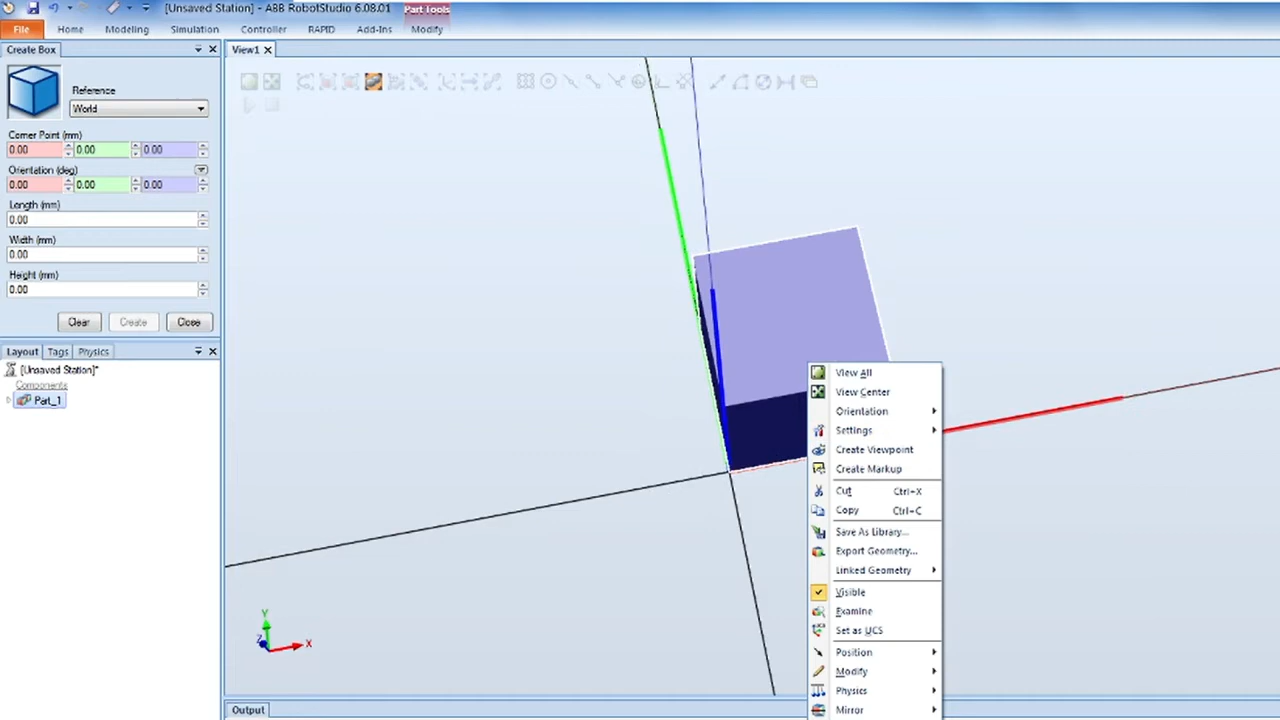 [Unsaved Station] - ABB RobotStudio 6.08.01
Part Tools
File Home Modeling Simulation Controller RAPID Add-Ins Modify
Create Box
View1
Reference
World
Corner Point (mm)
0.00 0.00 0.00
Orientation (deg)
0.00 0.00 0.00
Length (mm)
0.00
Width (mm)
0.00
Height (mm)
0.00
Clear Create Close
Layout Tags Physics
[Unsaved Station]*
Components
Part_1
View All
View Center
Orientation
Settings
Create Viewpoint
Create Markup
Cut Ctrl+X
Copy Ctrl+C
Save As Library...
Export Geometry...
Linked Geometry
Visible
Examine
Set as UCS
Position
Modify
Physics
Mirror
Y
Z
X
Output